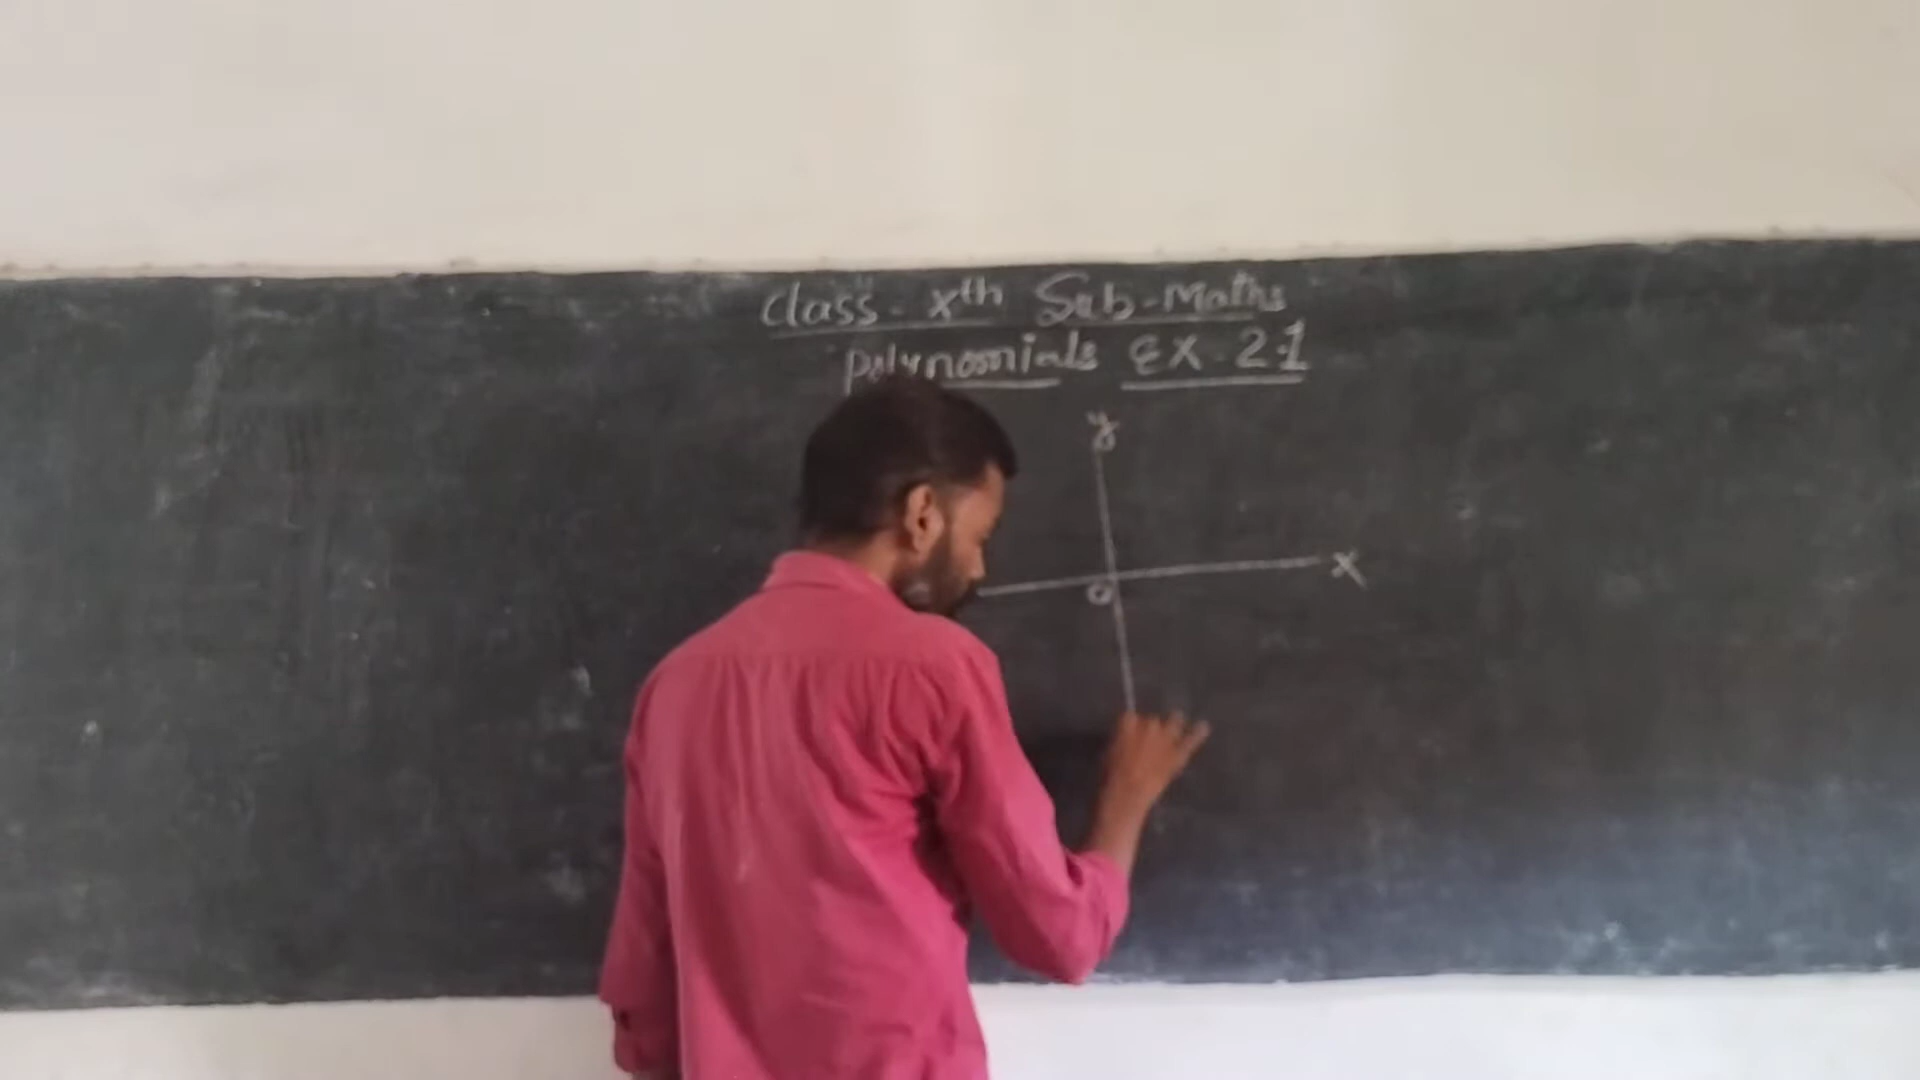 Class - Xth Sub - Maths
Polynomials EX - 2.1
y
X
O